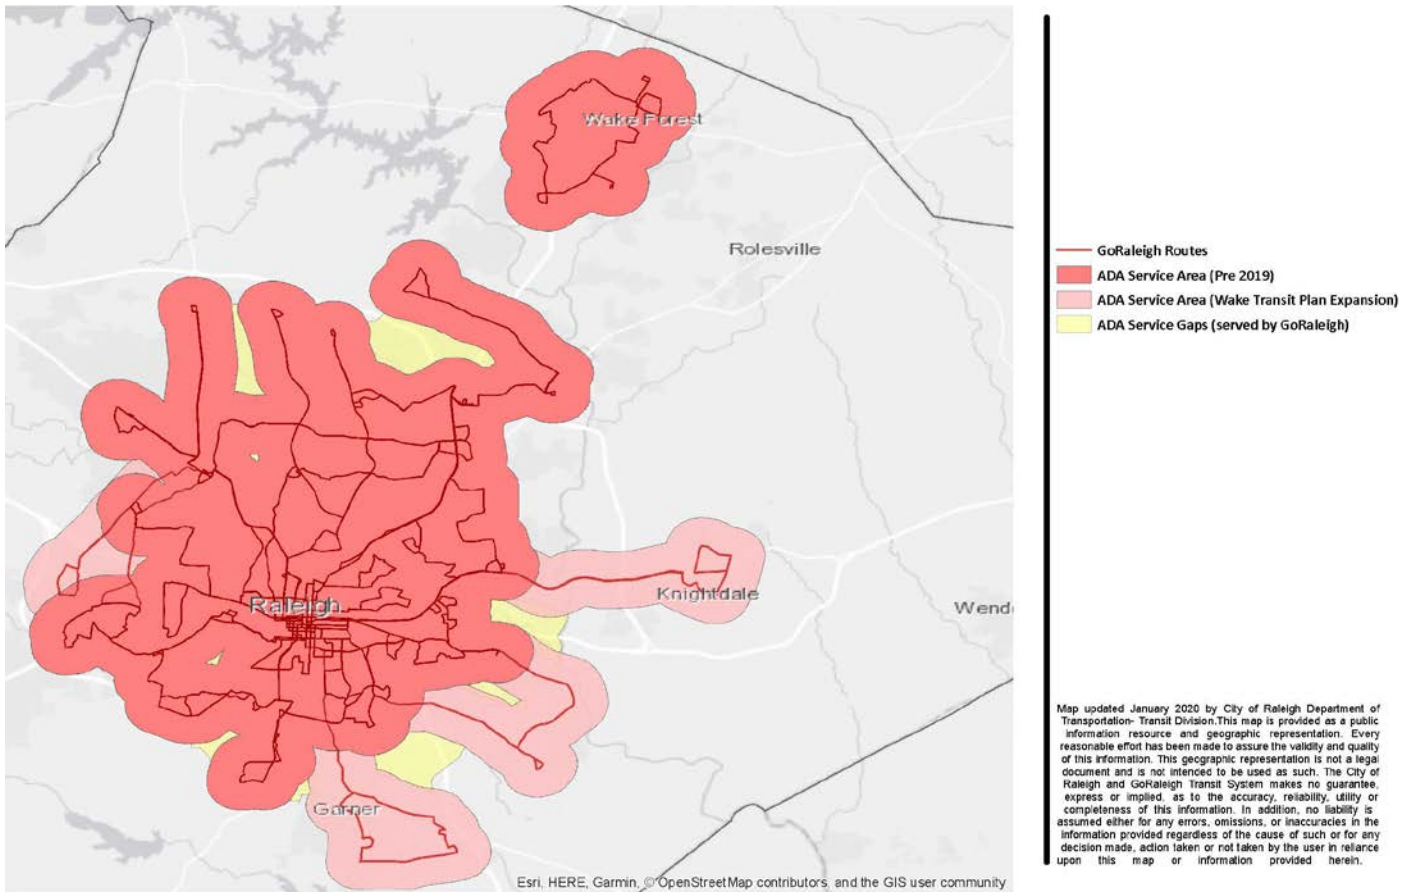 Wake Forest
Rolesville
Raleigh
Knightdale
Wend
Garner
Esri, HERE, Garmin, © OpenStreetMap contributors, and the GIS user community
GoRaleigh Routes
ADA Service Area (Pre 2019)
ADA Service Area (Wake Transit Plan Expansion)
ADA Service Gaps (served by GoRaleigh)
Map updated January 2020 by City of Raleigh Department of
Transportation- Transit Division.This map is provided as a public
information resource and geographic representation. Every
reasonable effort has been made to assure the validity and quality
of this information. This geographic representation is not a legal
document and is not intended to be used as such. The City of
Raleigh and GoRaleigh Transit System makes no guarantee,
express or implied, as to the accuracy, reliability, utility or
completeness of this information. In addition, no liability is
assumed either for any errors, omissions, or inaccuracies in the
information provided regardless of the cause of such or for any
decision made, action taken or not taken by the user in reliance
upon this map or information provided herein.